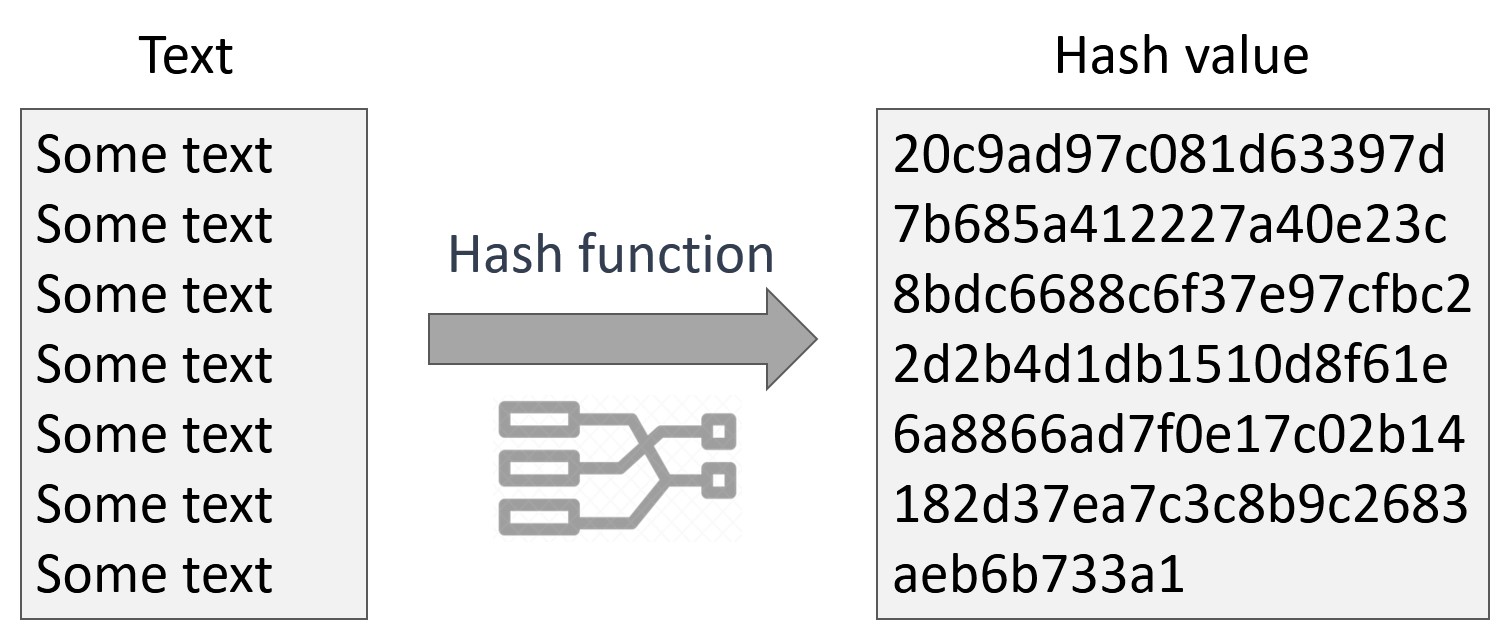 Text
Some text
Some text
Some text
Some text
Some text
Some text
Some text
Hash function
Hash value
20c9ad97c081d63397d
7b685a412227a40e23c
8bdc6688c6f37e97cfbc2
2d2b4d1db1510d8f61e
6a8866ad7f0e17c02b14
182d37ea7c3c8b9c2683
aeb6b733a1